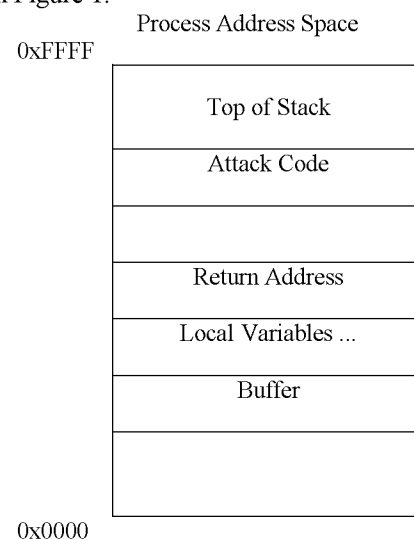 Figure 1.
Process Address Space
0xFFFF
Top of Stack
Attack Code
Return Address
Local Variables ...
Buffer
0x0000